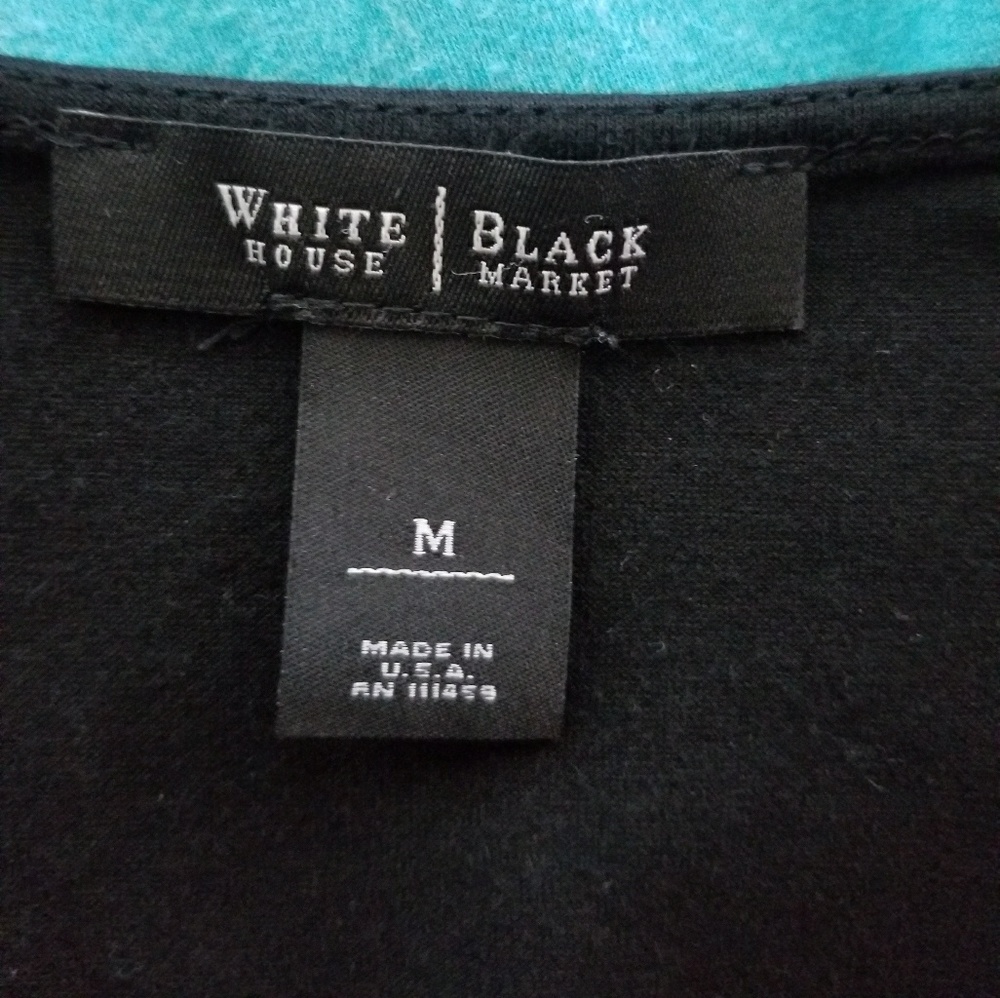 WHITE | BLACK
HOUSE MARKET
M
MADE IN
U.S.A.
RN 111459